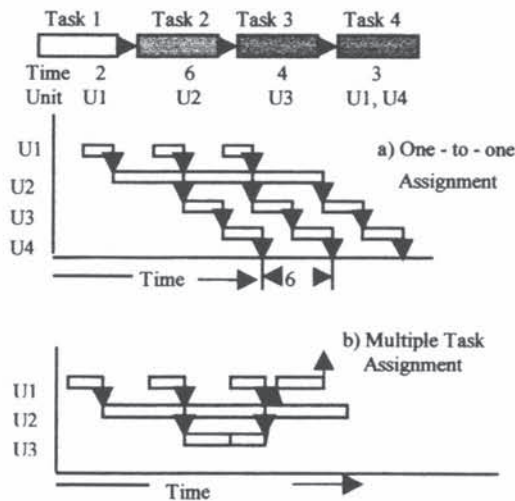 Task 1 Task 2 Task 3 Task 4
Time 2 6 4 3
Unit U1 U2 U3 U1, U4
U1
a) One - to - one
Assignment
U2
U3
U4
Time 6
b) Multiple Task
Assignment
U1
U2
U3
Time